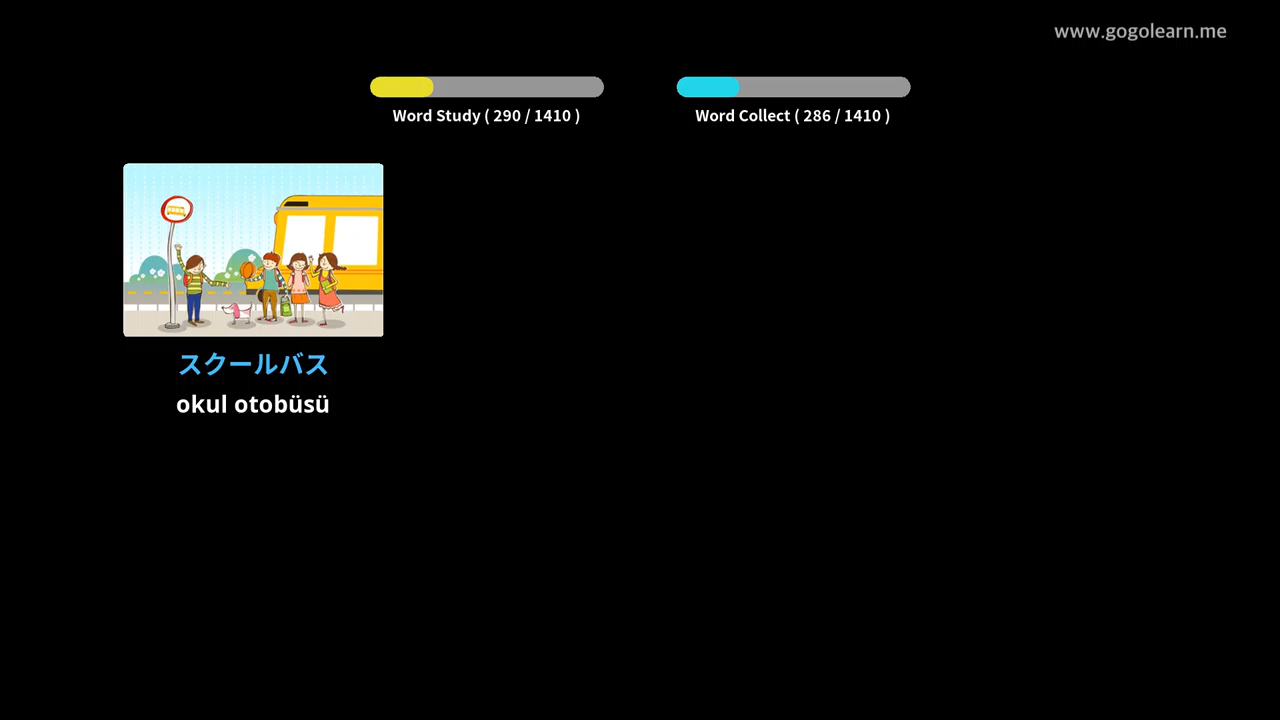 www.gogolearn.me
Word Study ( 290 / 1410 )
Word Collect ( 286 / 1410 )
スクールバス
okul otobüsü